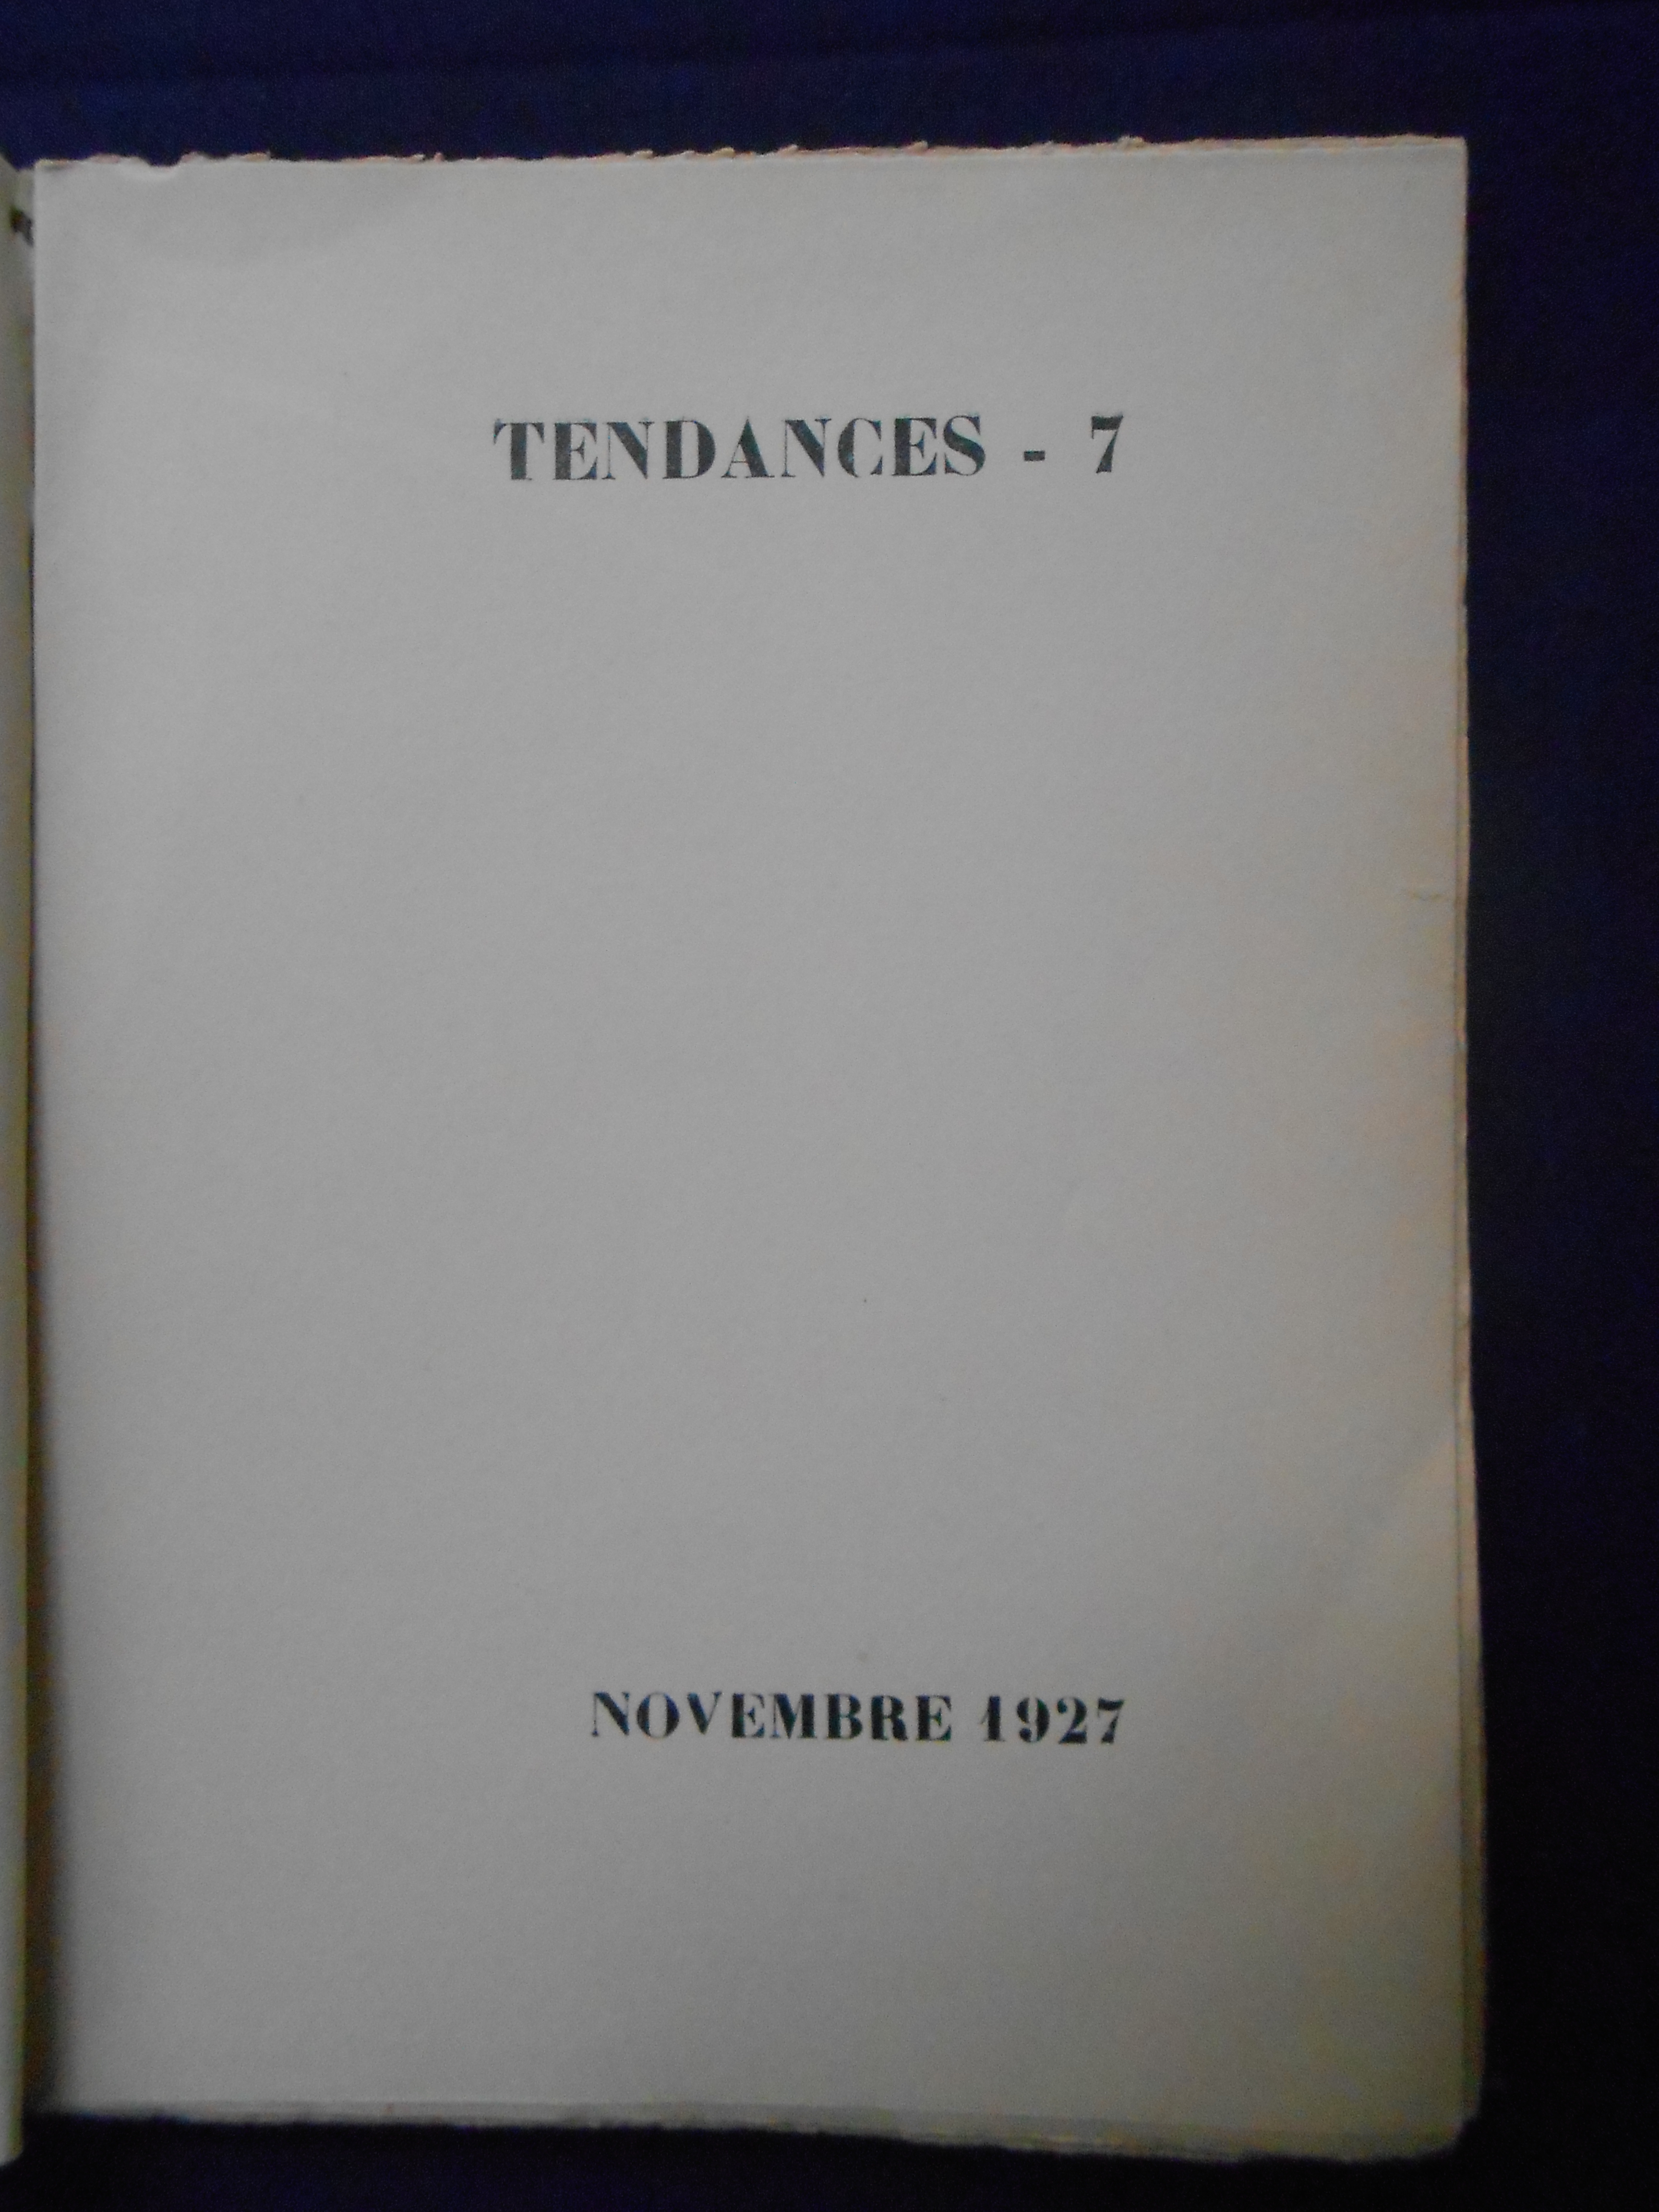 TENDANCES - 7
NOVEMBRE 1927